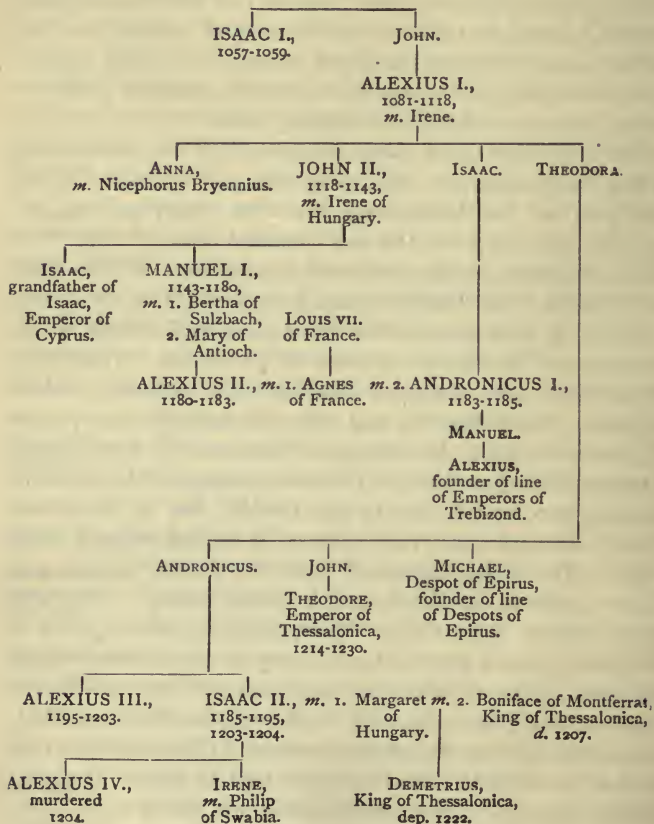 ISAAC I.,
1057-1059.
JOHN.
ALEXIUS I.,
1081-1118,
m. Irene.
ANNA,
m. Nicephorus Bryennius.
JOHN II.,
1118-1143,
m. Irene of
Hungary.
ISAAC.
THEODORA.
ISAAC,
grandfather of
Isaac,
Emperor of
Cyprus.
MANUEL I.,
1143-1180,
m. 1. Bertha of
Sulzbach,
2. Mary of
Antioch.
LOUIS VII.
of France.
ALEXIUS II.,
1180-1183.
m. 1. AGNES
of France.
m. 2. ANDRONICUS I.,
1183-1185.
MANUEL.
ALEXIUS,
founder of line
of Emperors of
Trebizond.
ANDRONICUS.
JOHN.
THEODORE,
Emperor of
Thessalonica,
1214-1230.
MICHAEL,
Despot of Epirus,
founder of line
of Despots of
Epirus.
ALEXIUS III.,
1195-1203.
ISAAC II.,
1185-1195,
1203-1204.
m. 1. Margaret
of
Hungary.
m. 2. Boniface of Montferrat,
King of Thessalonica,
d. 1207.
ALEXIUS IV.,
murdered
1204.
IRENE,
m. Philip
of Swabia.
DEMETRIUS,
King of Thessalonica,
dep. 1222.